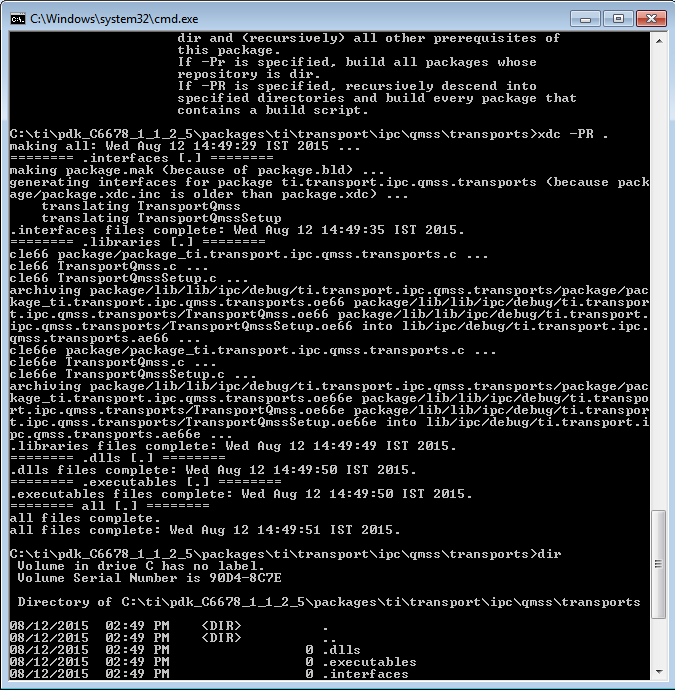 C:\Windows\system32\cmd.exe
dir and (recursively) all other prerequisites of
this package.
If -Pr is specified, build all packages whose
repository is dir.
If -PR is specified, recursively descend into
specified directories and build every package that
contains a build script.
C:\ti\pdk_C6678_1_1_2_5\packages\ti\transport\ipc\qmss\transports>xdc -PR .
making all: Wed Aug 12 14:49:29 IST 2015 ...
======== .interfaces [.] ========
making package.mak (because of package.bld) ...
generating interfaces for package ti.transport.ipc.qmss.transports (because pack
age/package.xdc.inc is older than package.xdc) ...
translating TransportQmss
translating TransportQmssSetup
.interfaces files complete: Wed Aug 12 14:49:35 IST 2015.
======== .libraries [.] ========
cle66 package/package_ti.transport.ipc.qmss.transports.c ...
cle66 TransportQmss.c ...
cle66 TransportQmssSetup.c ...
archiving package/lib/lib/ipc/debug/ti.transport.ipc.qmss.transports/package/pac
kage_ti.transport.ipc.qmss.transports.oe66 package/lib/lib/ipc/debug/ti.transpor
t.ipc.qmss.transports/TransportQmss.oe66 package/lib/lib/ipc/debug/ti.transport.
ipc.qmss.transports/TransportQmssSetup.oe66 into lib/ipc/debug/ti.transport.ipc.
qmss.transports.ae66 ...
cle66e package/package_ti.transport.ipc.qmss.transports.c ...
cle66e TransportQmss.c ...
cle66e TransportQmssSetup.c ...
archiving package/lib/lib/ipc/debug/ti.transport.ipc.qmss.transports/package/pac
kage_ti.transport.ipc.qmss.transports.oe66e package/lib/lib/ipc/debug/ti.transpo
rt.ipc.qmss.transports/TransportQmss.oe66e package/lib/lib/ipc/debug/ti.transpor
t.ipc.qmss.transports/TransportQmssSetup.oe66e into lib/ipc/debug/ti.transport.i
pc.qmss.transports.ae66e ...
.libraries files complete: Wed Aug 12 14:49:49 IST 2015.
======== .dlls [.] ========
.dlls files complete: Wed Aug 12 14:49:50 IST 2015.
======== .executables [.] ========
.executables files complete: Wed Aug 12 14:49:50 IST 2015.
======== all [.] ========
all files complete.
all files complete: Wed Aug 12 14:49:51 IST 2015.
C:\ti\pdk_C6678_1_1_2_5\packages\ti\transport\ipc\qmss\transports>dir
Volume in drive C has no label.
Volume Serial Number is 90D4-8C7E
Directory of C:\ti\pdk_C6678_1_1_2_5\packages\ti\transport\ipc\qmss\transports
08/12/2015  02:49 PM    <DIR>          .
08/12/2015  02:49 PM    <DIR>          ..
08/12/2015  02:49 PM                 0 .dlls
08/12/2015  02:49 PM                 0 .executables
08/12/2015  02:49 PM                 0 .interfaces